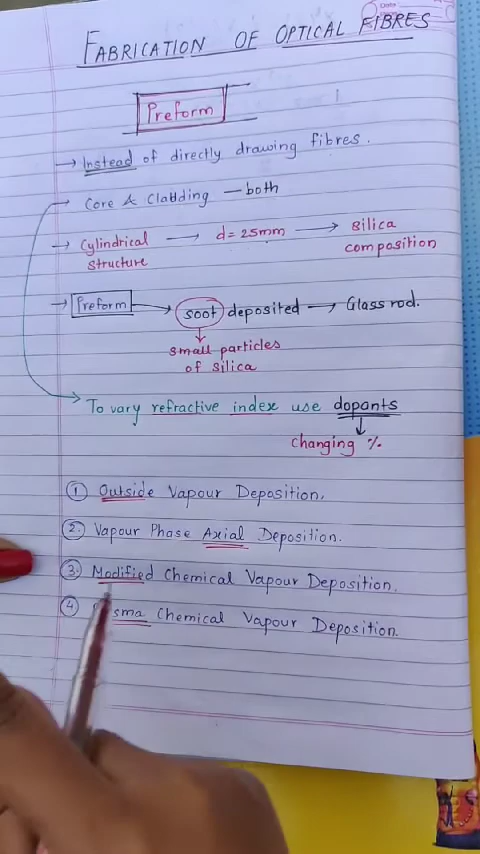 FABRICATION OF OPTICAL FIBRES
Preform
→ Instead of directly drawing fibres.
→ Core & Cladding — both
→ Cylindrical structure → d = 25mm → silica composition
→ Preform → soot deposited → Glass rod.
↓
small particles
of silica
→ To vary refractive index use dopants
↓
changing %
① Outside Vapour Deposition.
②. Vapour Phase Axial Deposition.
③. Modified Chemical Vapour Deposition.
④ sma Chemical Vapour Deposition.